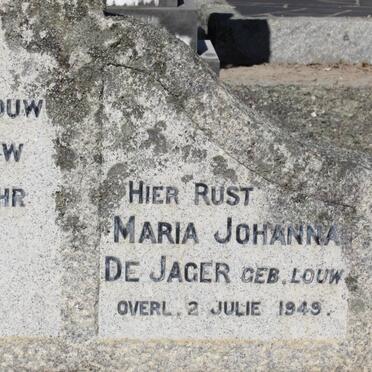 OUW
W
HR
HIER RUST
MARIA JOHANNA
DE JAGER GEB. LOUW
OVERL. 2 JULIE 1949.